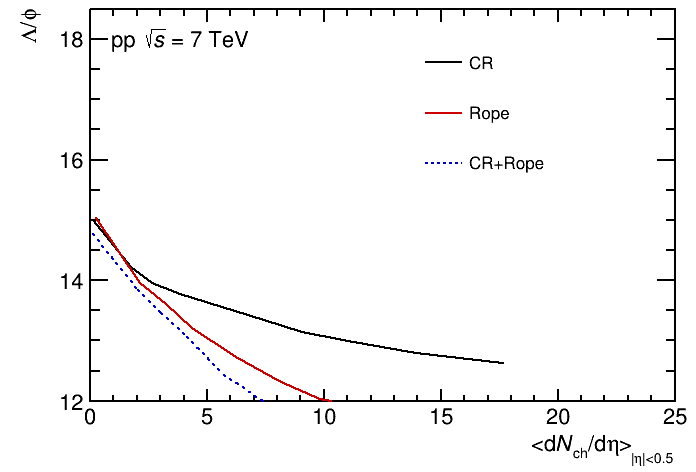 Λ/φ
pp √s = 7 TeV
CR
Rope
CR+Rope
18
16
14
12
0 5 10 15 20 25
<dN_ch/dη>_|η|<0.5